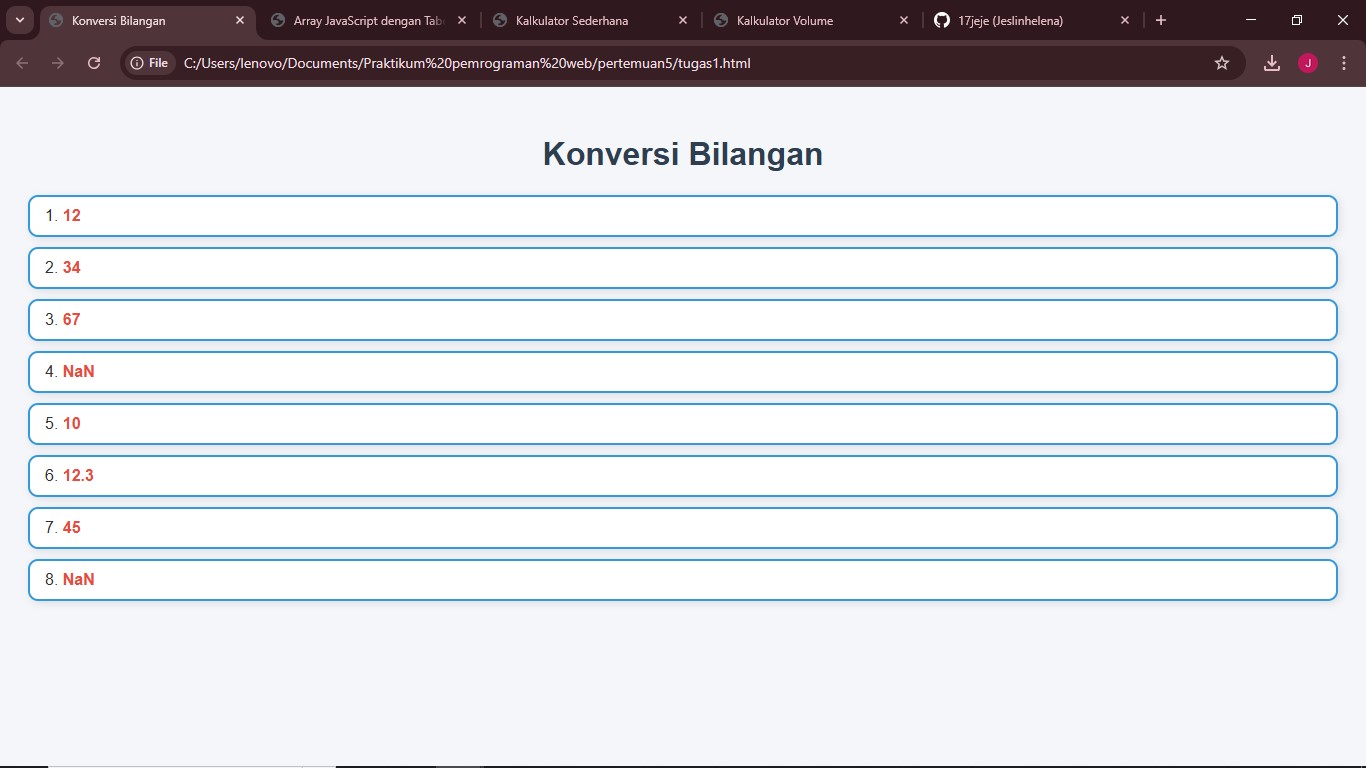 Konversi Bilangan
Array JavaScript dengan Tab
Kalkulator Sederhana
Kalkulator Volume
17jeje (Jeslinhelena)
File
C:/Users/lenovo/Documents/Praktikum%20pemrograman%20web/pertemuan5/tugas1.html
J
Konversi Bilangan
1. 12
2. 34
3. 67
4. NaN
5. 10
6. 12.3
7. 45
8. NaN